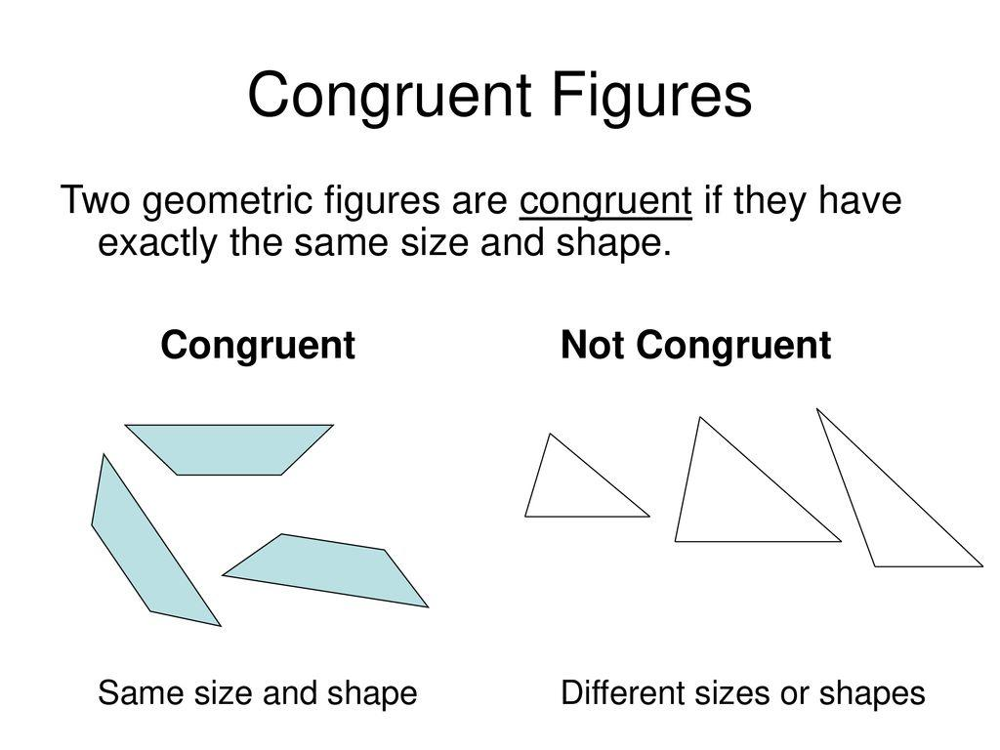 Congruent Figures
Two geometric figures are congruent if they have
exactly the same size and shape.
Congruent
Not Congruent
Same size and shape
Different sizes or shapes